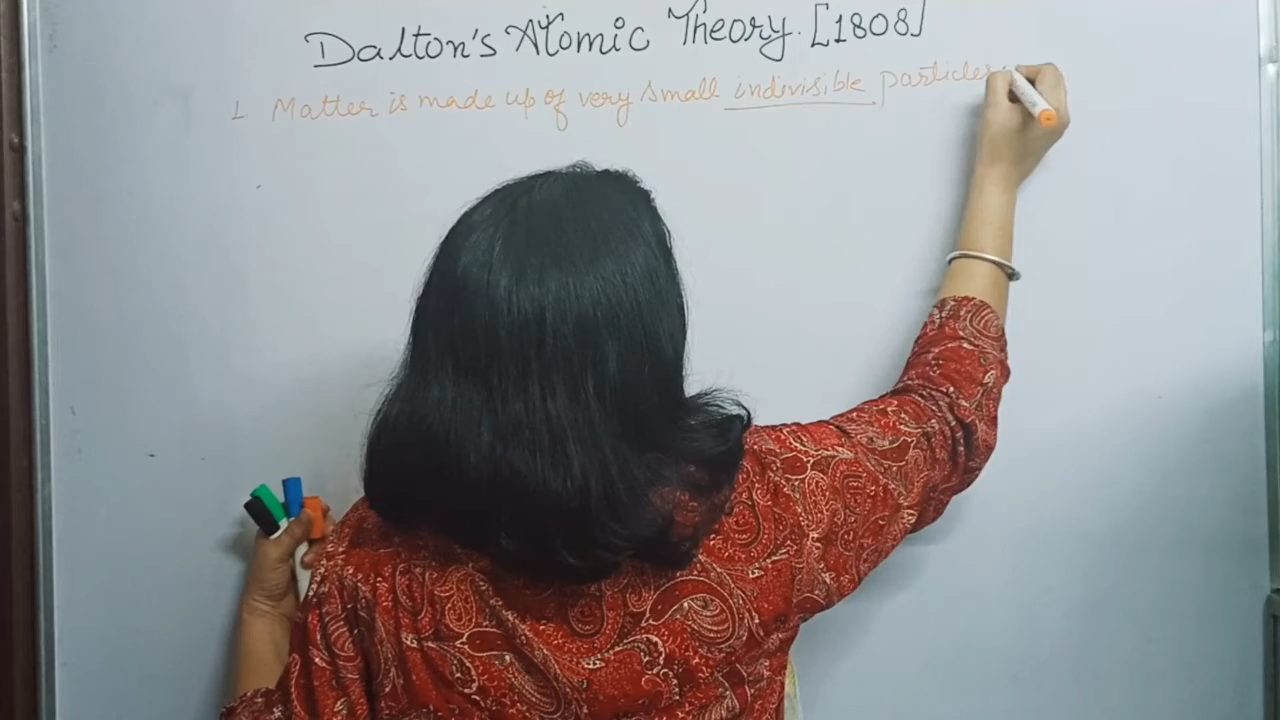 Dalton's Atomic Theory. [1808]
1. Matter is made up of very small indivisible particles